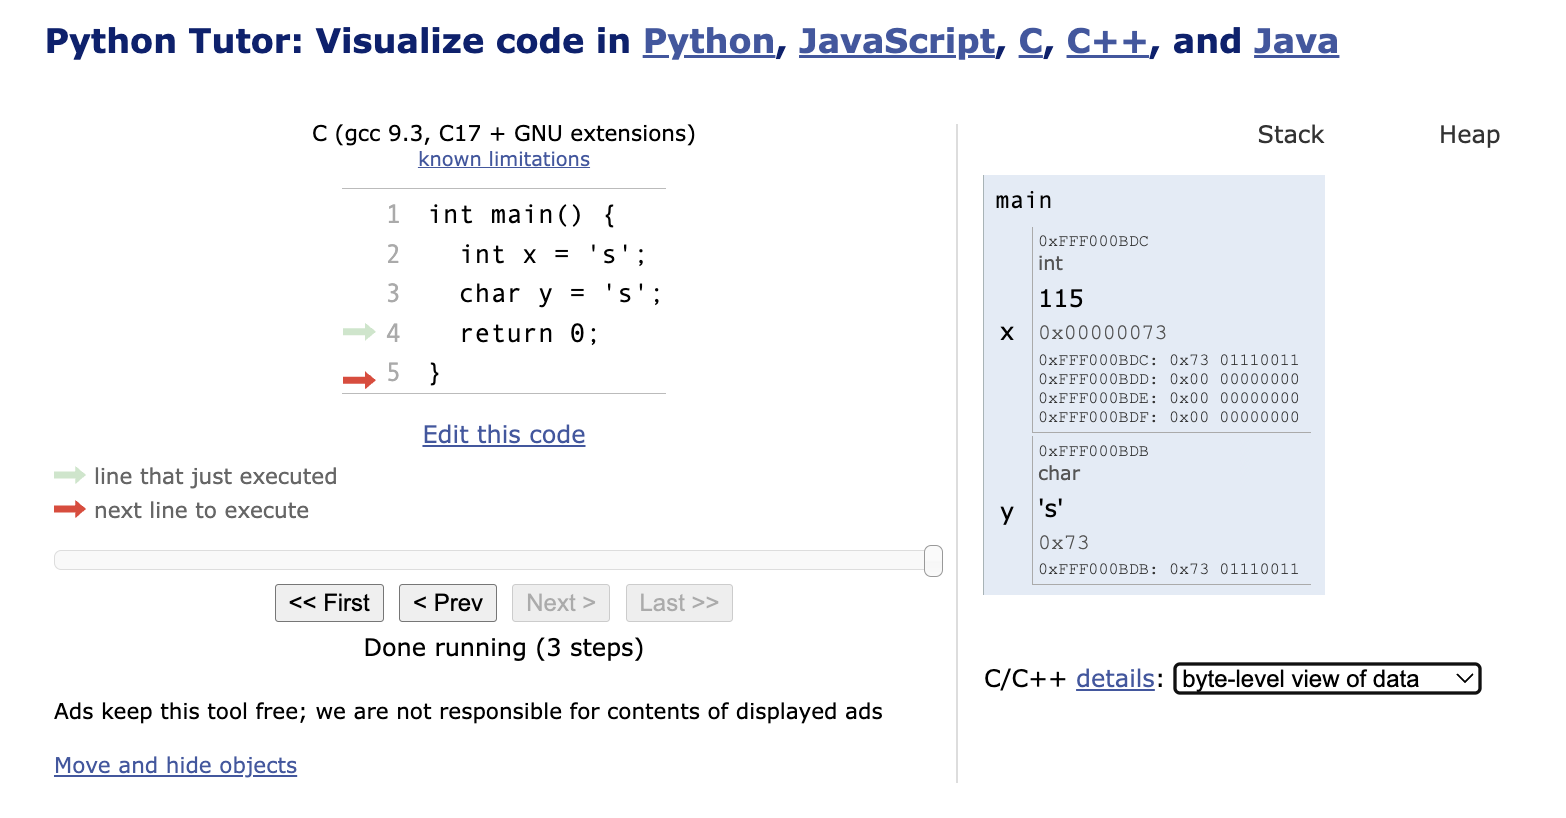 Python Tutor: Visualize code in Python, JavaScript, C, C++, and Java
C (gcc 9.3, C17 + GNU extensions)
known limitations
1 int main() {
2   int x = 's';
3   char y = 's';
4   return 0;
5 }
Edit this code
line that just executed
next line to execute
<< First < Prev Next > Last >>
Done running (3 steps)
Ads keep this tool free; we are not responsible for contents of displayed ads
Move and hide objects
Stack Heap
main
x
0xFFF000BDC
int
115
0x00000073
0xFFF000BDC: 0x73 01110011
0xFFF000BDD: 0x00 00000000
0xFFF000BDE: 0x00 00000000
0xFFF000BDF: 0x00 00000000
y
0xFFF000BDB
char
's'
0x73
0xFFF000BDB: 0x73 01110011
C/C++ details: byte-level view of data